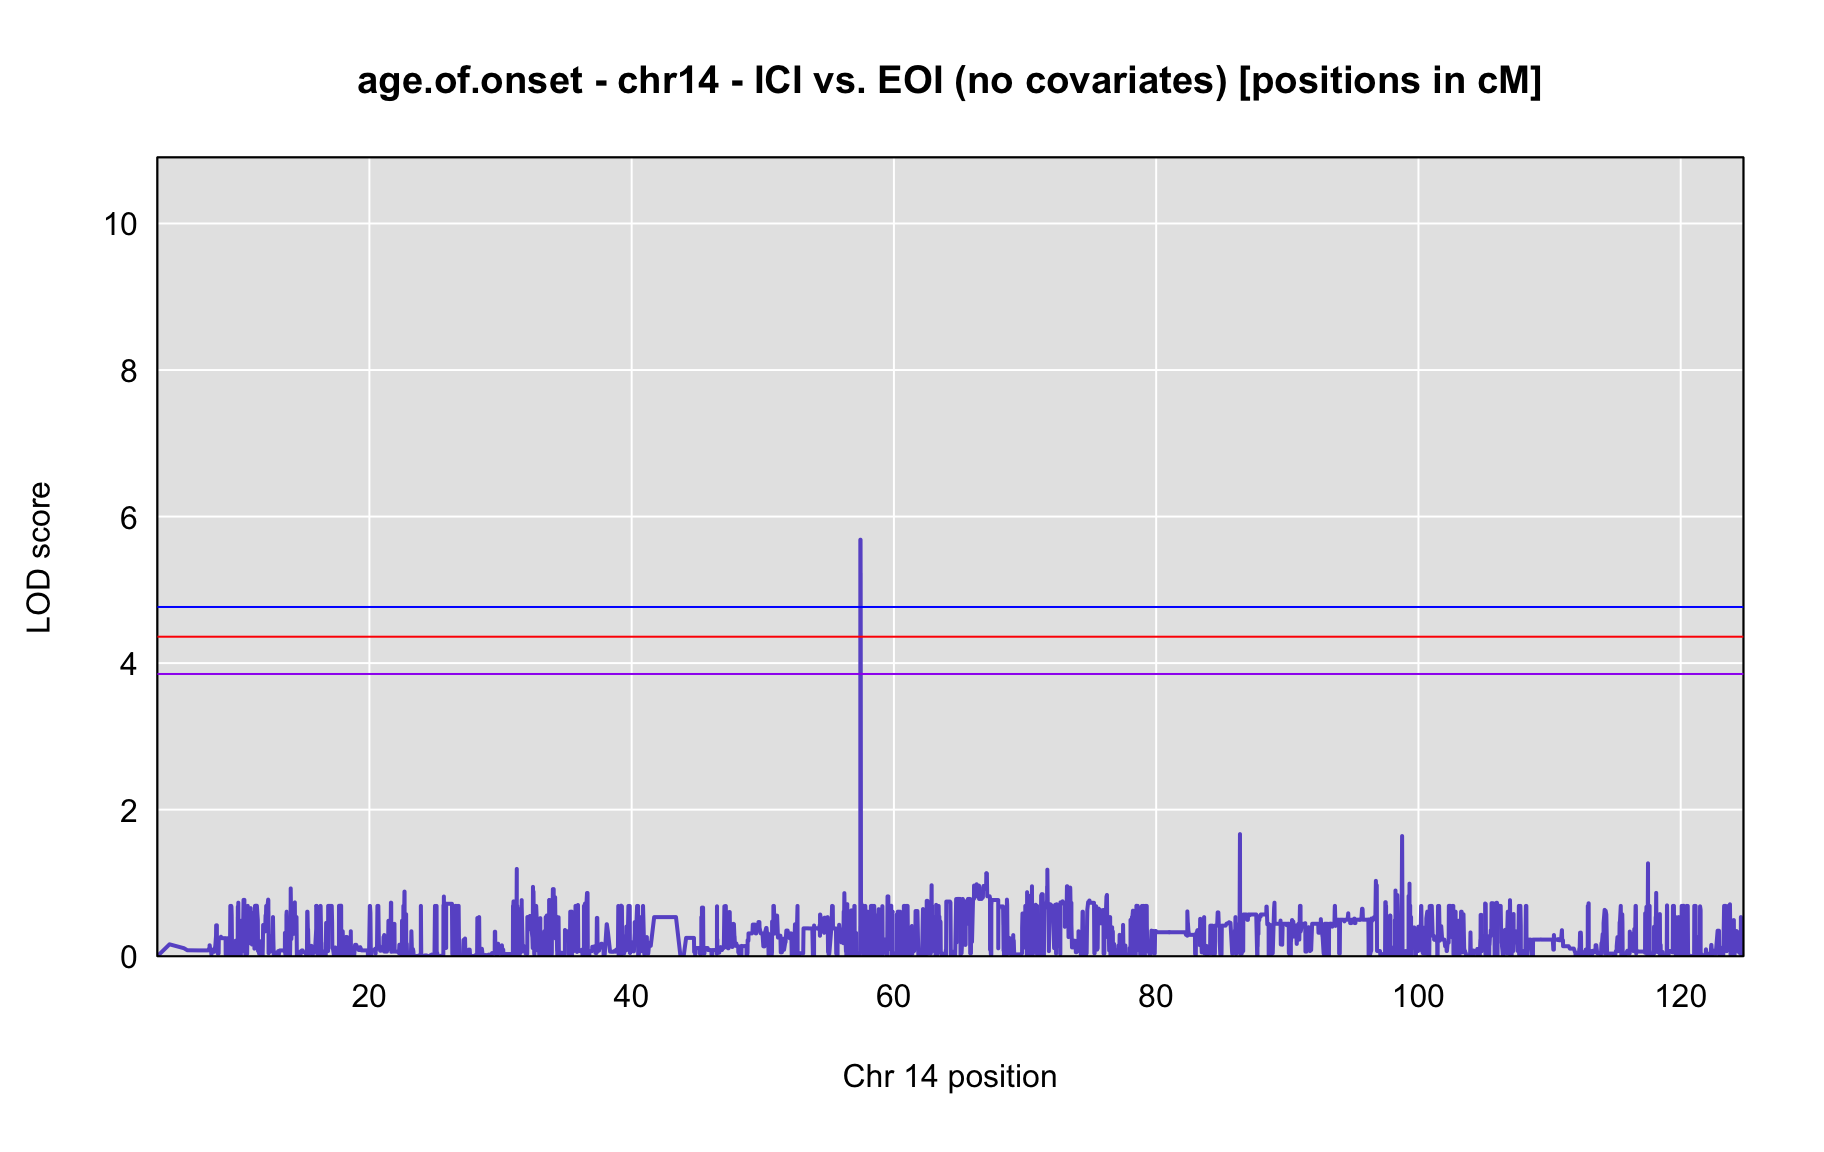 age.of.onset - chr14 - ICI vs. EOI (no covariates) [positions in cM]
10
8
6
4
2
0
LOD score
20 40 60 80 100 120
Chr 14 position